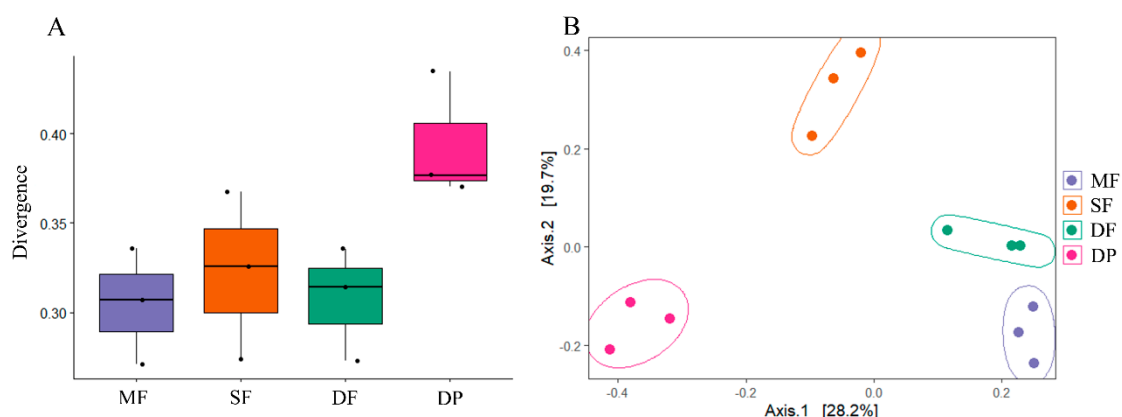 A
Divergence
0.40
0.35
0.30
MF
SF
DF
DP
B
Axis.2 [19.7%]
0.4
0.2
0.0
-0.2
-0.4
-0.2
0.0
0.2
Axis.1 [28.2%]
MF
SF
DF
DP